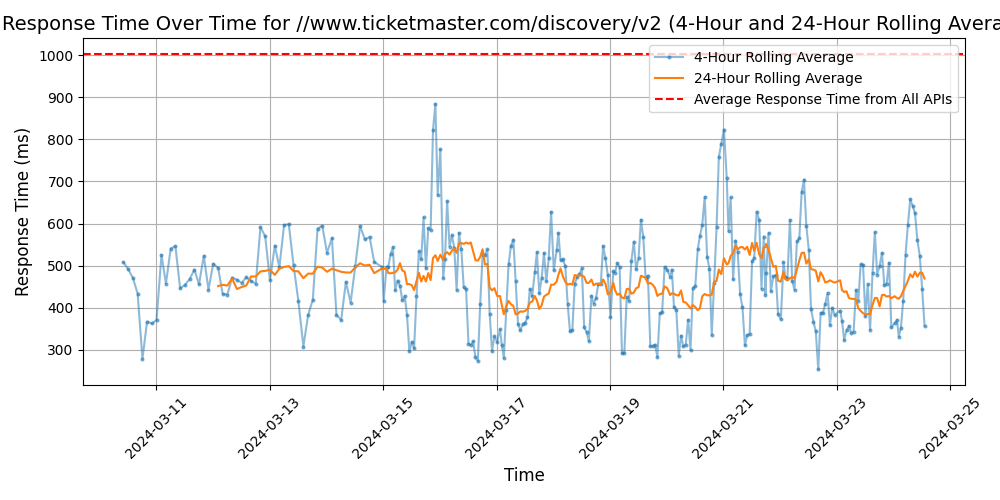 Response Time Over Time for //www.ticketmaster.com/discovery/v2 (4-Hour and 24-Hour Rolling Avera
4-Hour Rolling Average
24-Hour Rolling Average
Average Response Time from All APIs
Response Time (ms)
1000
900
800
700
600
500
400
300
2024-03-11
2024-03-13
2024-03-15
2024-03-17
2024-03-19
2024-03-21
2024-03-23
2024-03-25
Time